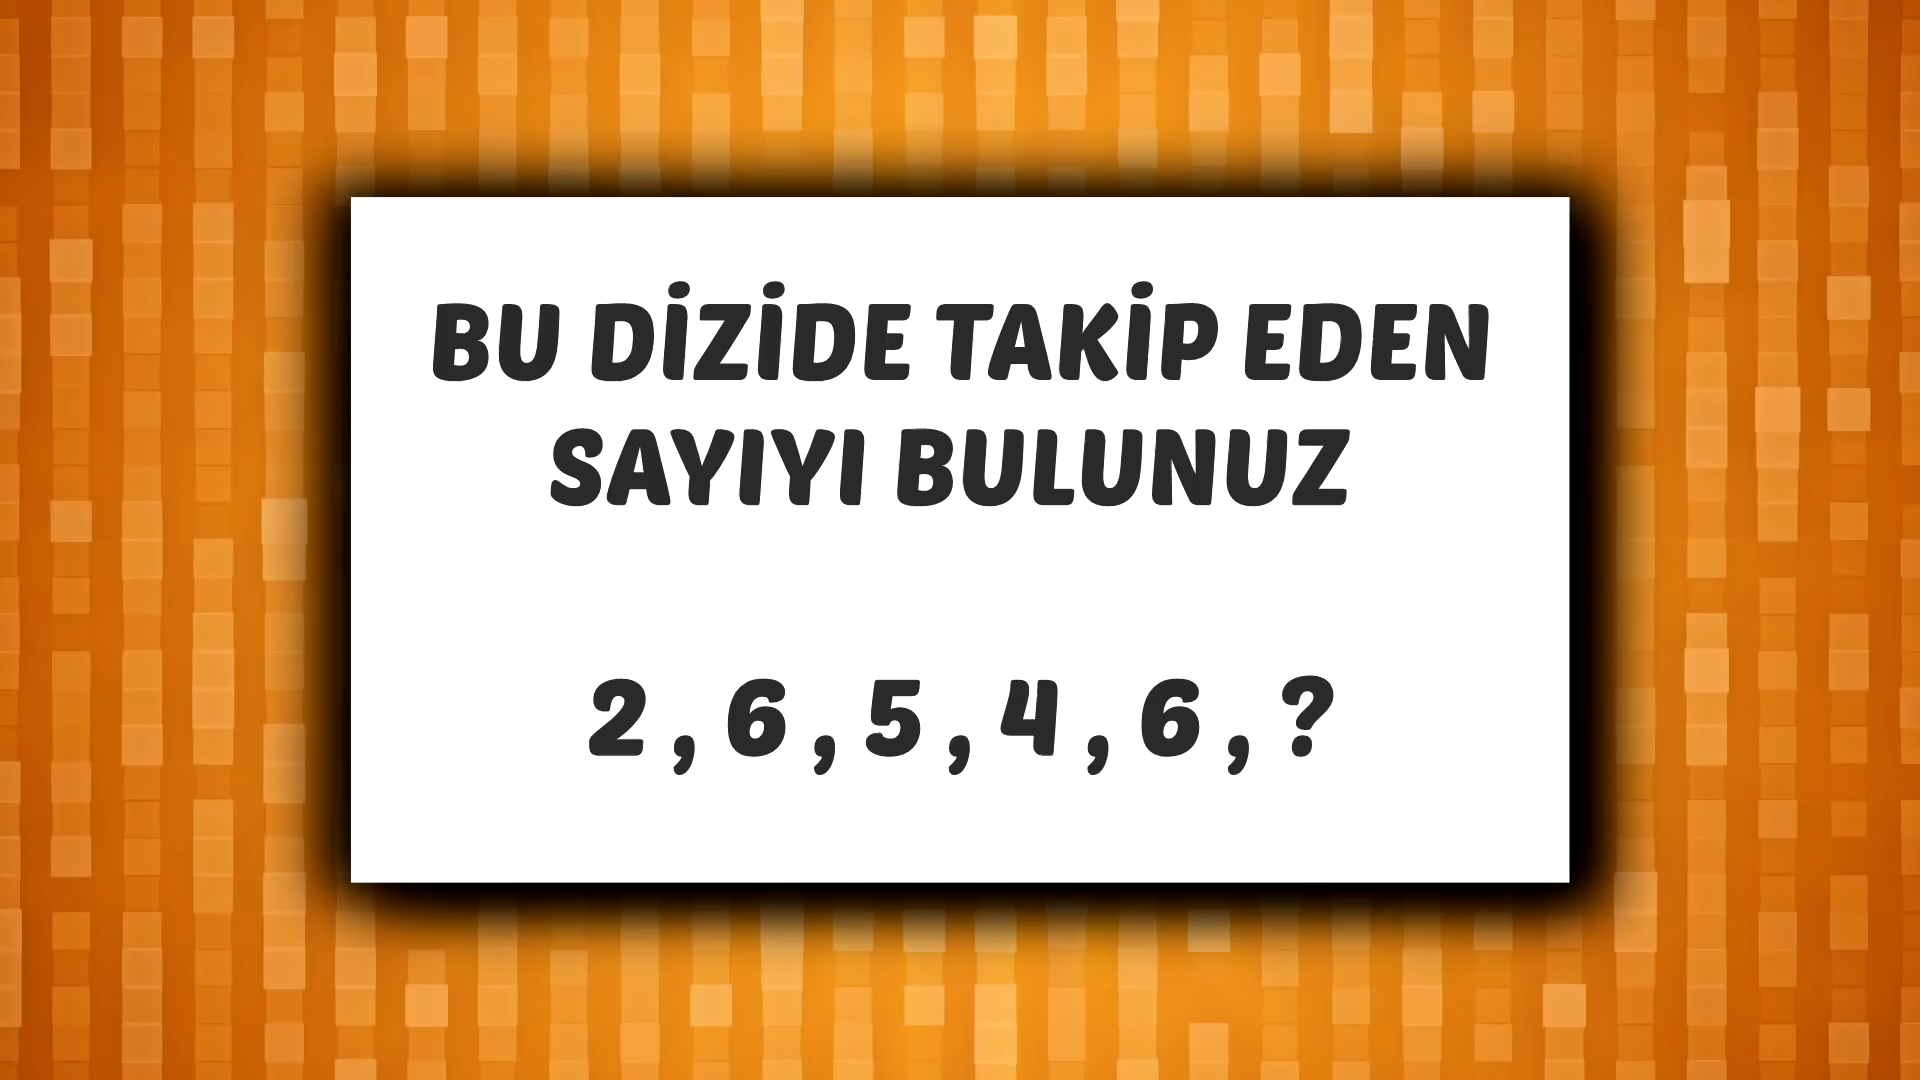 BU DİZİDE TAKİP EDEN
SAYIYI BULUNUZ
2 , 6 , 5 , 4 , 6 , ?